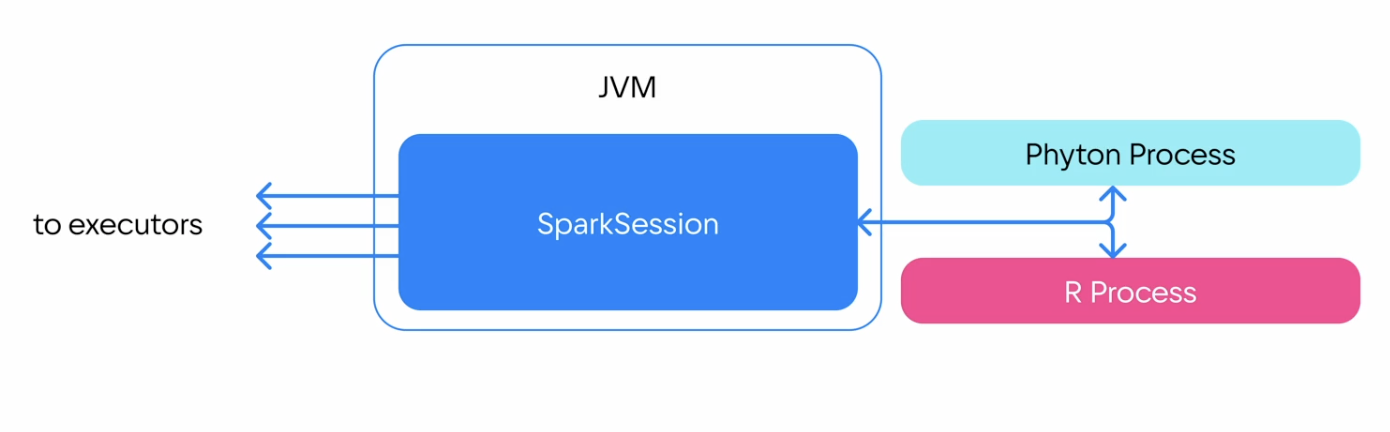 JVM
Phyton Process
to executors
SparkSession
R Process